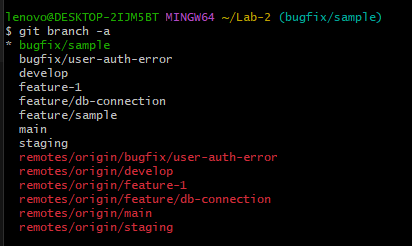 lenovo@DESKTOP-2IJM5BT MINGW64 ~/Lab-2 (bugfix/sample)
$ git branch -a
* bugfix/sample
bugfix/user-auth-error
develop
feature-1
feature/db-connection
feature/sample
main
staging
remotes/origin/bugfix/user-auth-error
remotes/origin/develop
remotes/origin/feature-1
remotes/origin/feature/db-connection
remotes/origin/main
remotes/origin/staging